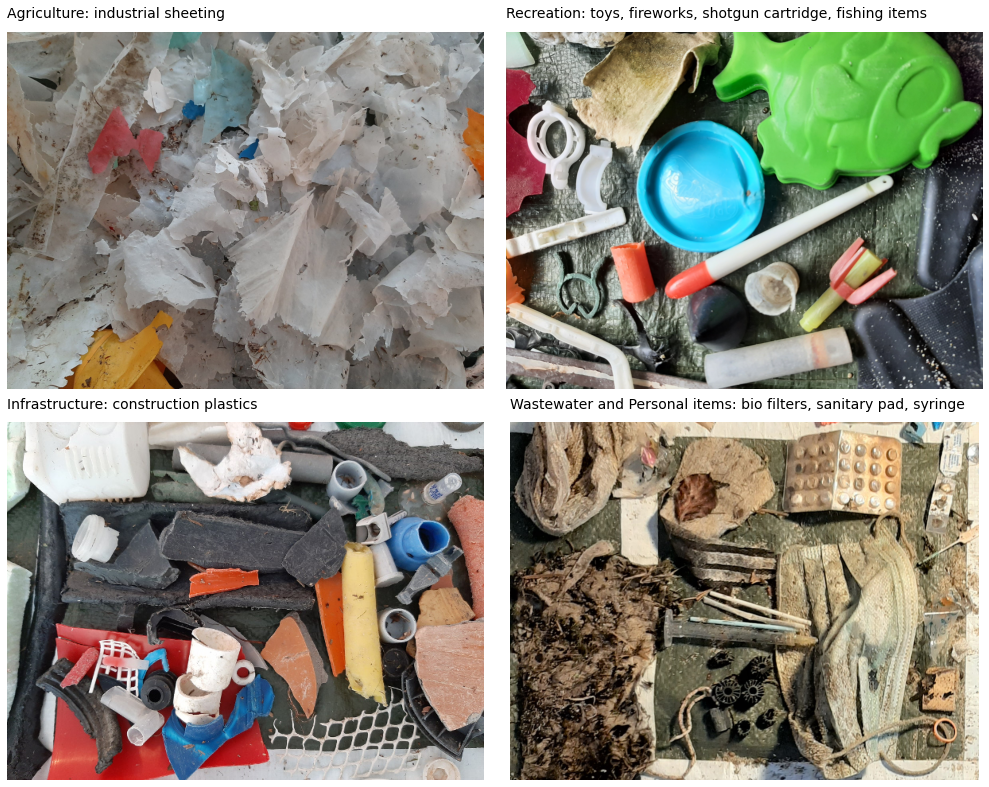 Agriculture: industrial sheeting
Recreation: toys, fireworks, shotgun cartridge, fishing items
Infrastructure: construction plastics
Wastewater and Personal items: bio filters, sanitary pad, syringe